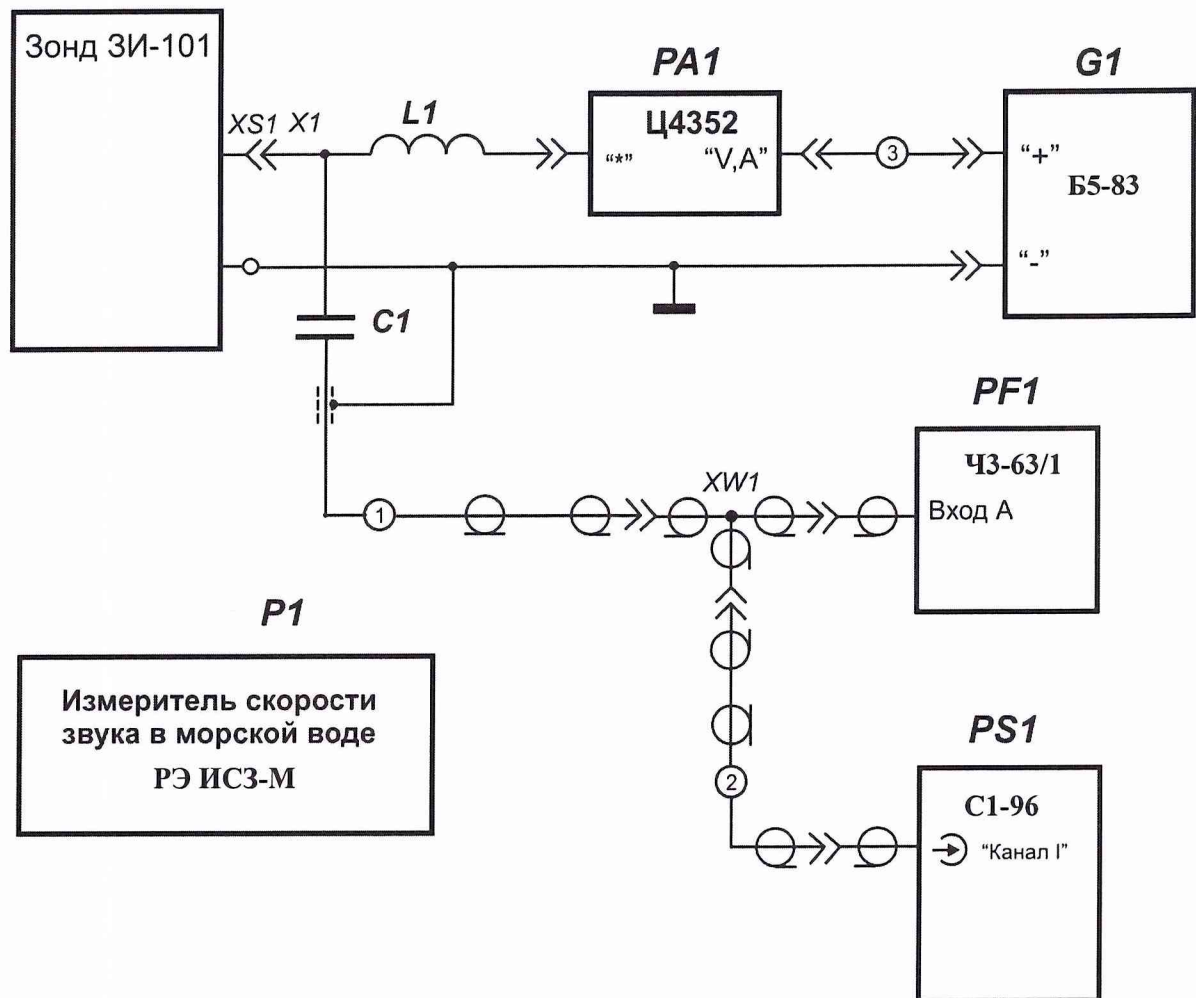 Зонд ЗИ-101
XS1 X1
L1
PA1
Ц4352
“*” “V,A”
3
G1
“+”
Б5-83
“-”
C1
PF1
ЧЗ-63/1
Вход А
XW1
1
P1
Измеритель скорости
звука в морской воде
РЭ ИСЗ-М
2
PS1
С1-96
“Канал I”